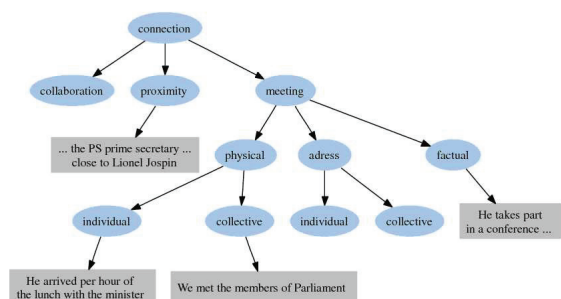 connection
collaboration
proximity
meeting
... the PS prime secretary ...
close to Lionel Jospin
physical
adress
factual
individual
collective
individual
collective
He takes part
in a conference ...
He arrived per hour of
the lunch with the minister
We met the members of Parliament